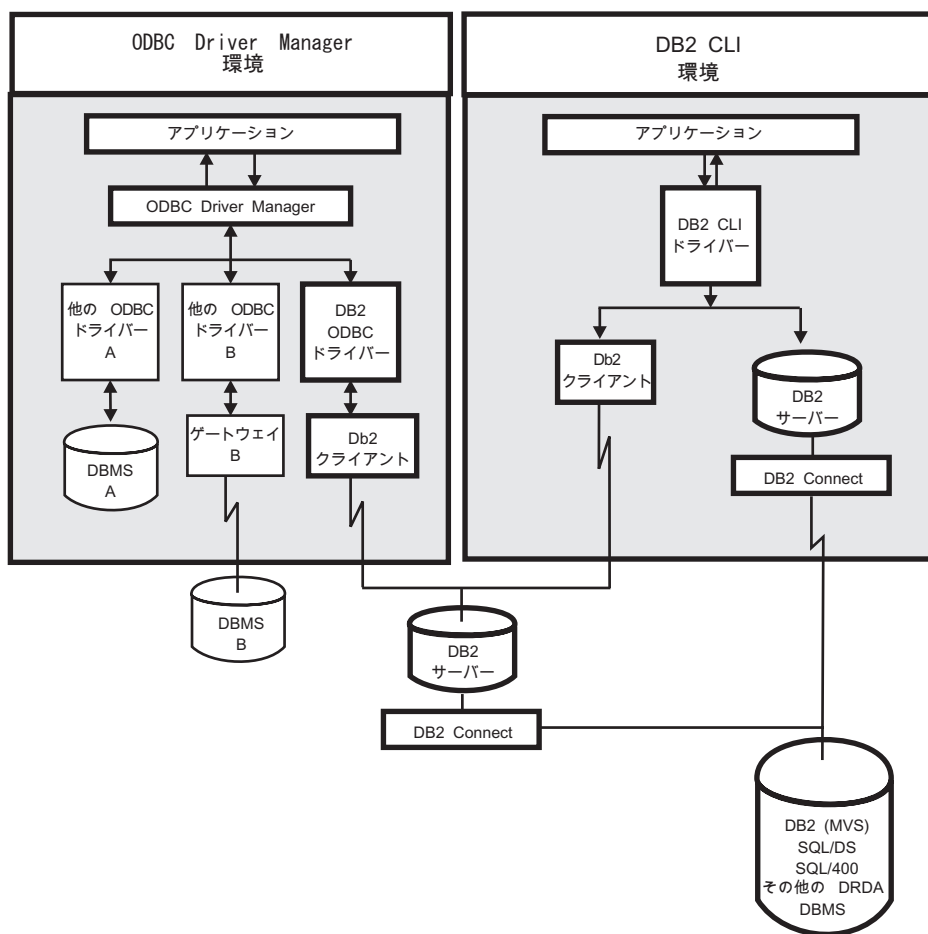 ODBC Driver Manager
環境
DB2 CLI
環境
アプリケーション
ODBC Driver Manager
他の ODBC
ドライバー
A
他の ODBC
ドライバー
B
DB2
ODBC
ドライバー
DBMS
A
ゲートウェイ
B
Db2
クライアント
アプリケーション
DB2 CLI
ドライバー
Db2
クライアント
DB2
サーバー
DB2 Connect
DBMS
B
DB2
サーバー
DB2 Connect
DB2 (MVS)
SQL/DS
SQL/400
その他の DRDA
DBMS